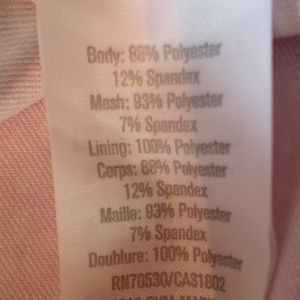 Body: 88% Polyester
12% Spandex
Mesh: 93% Polyester
7% Spandex
Lining: 100% Polyester
Corps: 88% Polyester
12% Spandex
Maille: 93% Polyester
7% Spandex
Doublure: 100% Polyester
RN70530/CA31802